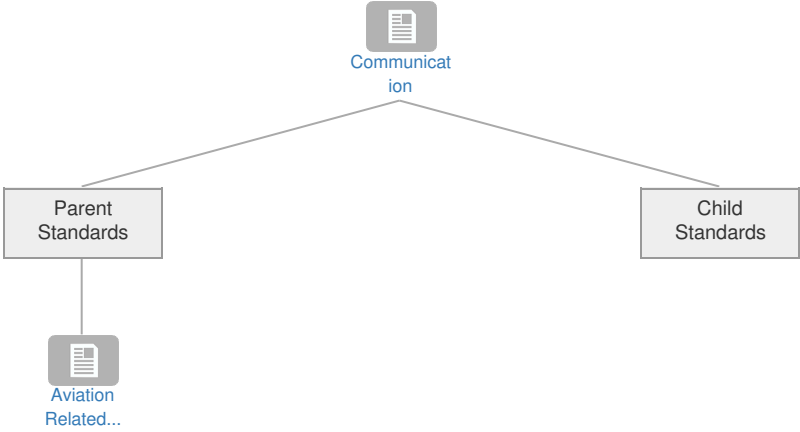 Communicat
ion
Parent
Standards
Child
Standards
Aviation
Related...